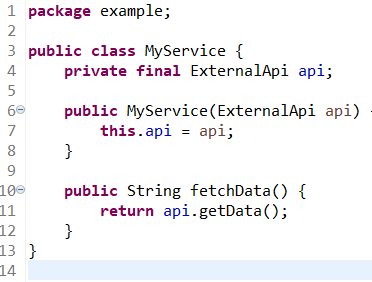 1 package example;
2
3 public class MyService {
4     private final ExternalApi api;
5
6     public MyService(ExternalApi api) {
7         this.api = api;
8     }
9
10     public String fetchData() {
11         return api.getData();
12     }
13 }
14